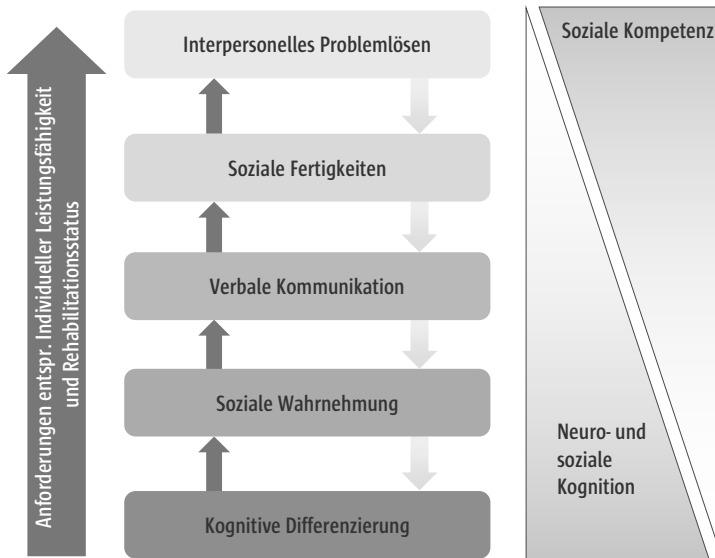 Anforderungen entspr. Individueller Leistungsfähigkeit
und Rehabilitationsstatus
Interpersonelles Problemlösen
Soziale Fertigkeiten
Verbale Kommunikation
Soziale Wahrnehmung
Kognitive Differenzierung
Soziale Kompetenz
Neuro- und
soziale
Kognition